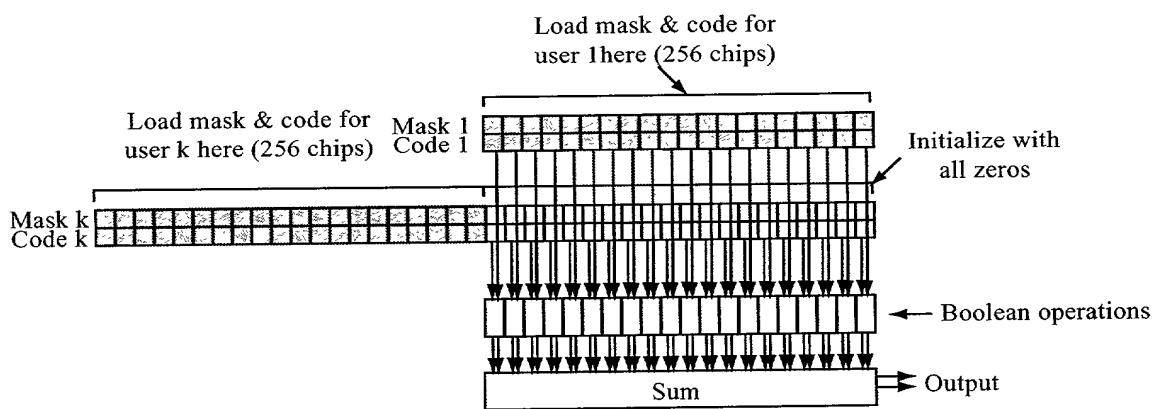 Load mask & code for
user 1here (256 chips)
Load mask & code for
user k here (256 chips)
Mask 1
Code 1
Initialize with
all zeros
Mask k
Code k
Boolean operations
Sum
Output